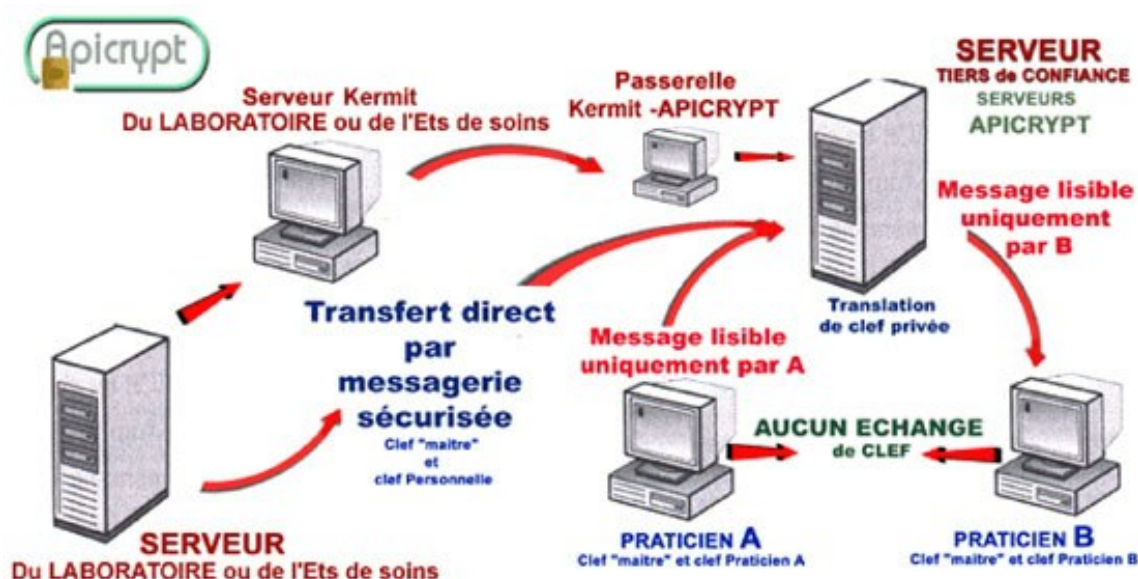 Apicrypt
Serveur Kermit
Du LABORATOIRE ou de l'Ets de soins
Passerelle
Kermit -APICRYPT
SERVEUR
TIERS de CONFIANCE
SERVEURS
APICRYPT
Message lisible
uniquement
par B
Translation
de clef privée
Transfert direct
par
messagerie
sécurisée
Clef "maitre"
et
clef Personnelle
Message lisible
uniquement par A
AUCUN ECHANGE
de CLEF
SERVEUR
Du LABORATOIRE ou de l'Ets de soins
PRATICIEN A
Clef "maitre" et clef Praticien A
PRATICIEN B
Clef "maitre" et clef Praticien B